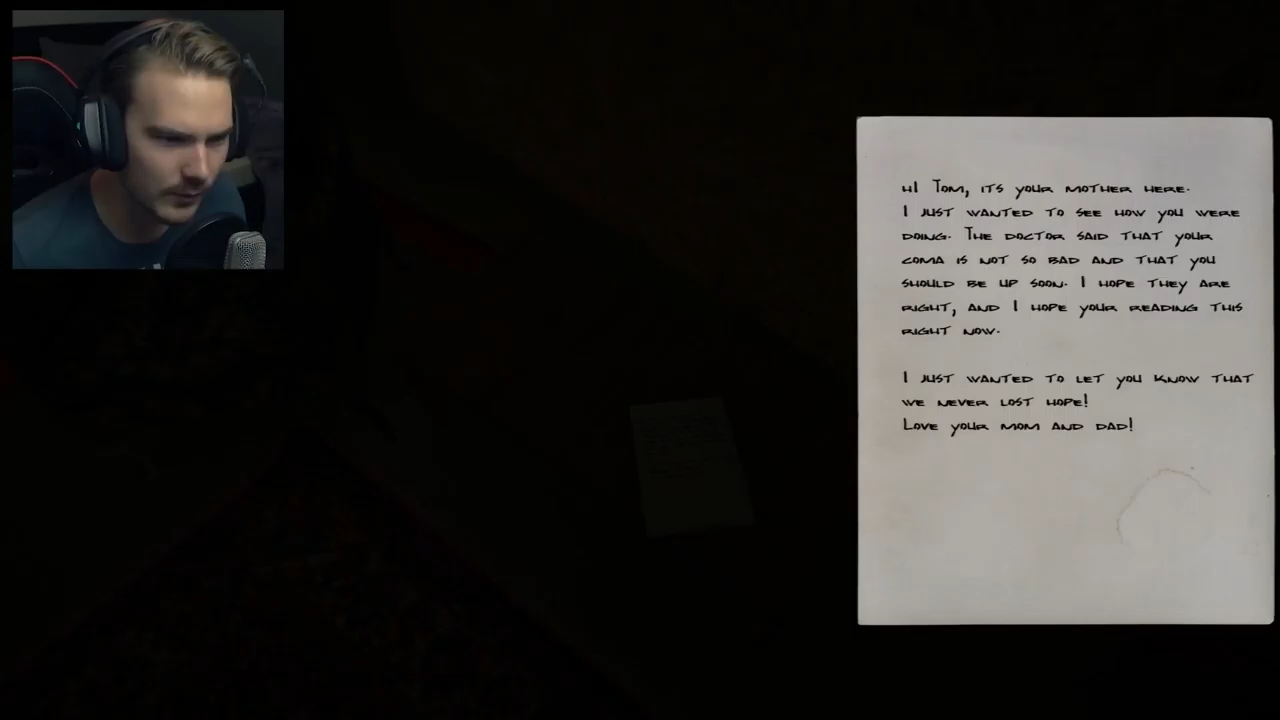 HI TOM, ITS YOUR MOTHER HERE.
I JUST WANTED TO SEE HOW YOU WERE
DOING. THE DOCTOR SAID THAT YOUR
COMA IS NOT SO BAD AND THAT YOU
SHOULD BE UP SOON. I HOPE THEY ARE
RIGHT, AND I HOPE YOUR READING THIS
RIGHT NOW.
I JUST WANTED TO LET YOU KNOW THAT
WE NEVER LOST HOPE!
LOVE YOUR MOM AND DAD!